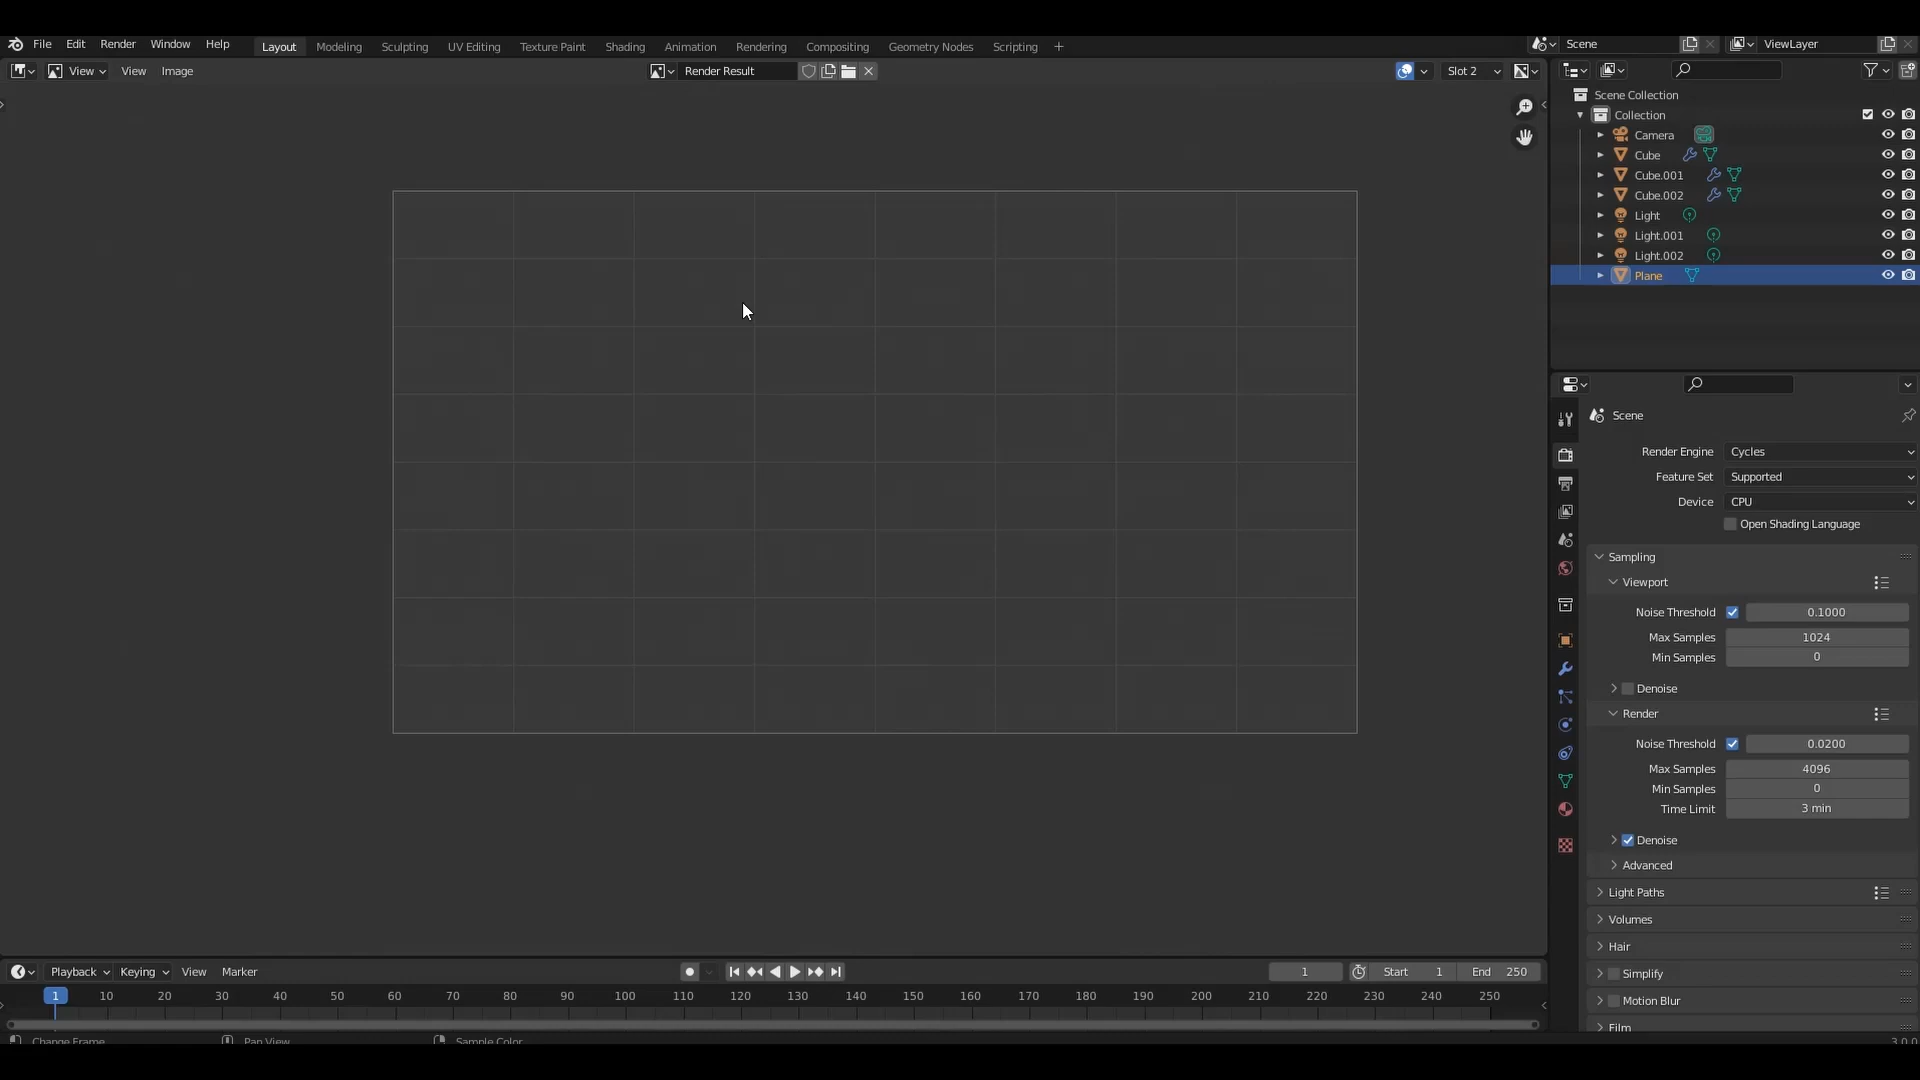 File Edit Render Window Help Layout Modeling Sculpting UV Editing Texture Paint Shading Animation Rendering Compositing Geometry Nodes Scripting + Scene ViewLayer
View View Image Render Result Slot 2
Scene Collection
Collection
Camera
Cube
Cube.001
Cube.002
Light
Light.001
Light.002
Plane
Scene
Render Engine Cycles
Feature Set Supported
Device CPU
Open Shading Language
Sampling
Viewport
Noise Threshold 0.1000
Max Samples 1024
Min Samples 0
Denoise
Render
Noise Threshold 0.0200
Max Samples 4096
Min Samples 0
Time Limit 3 min
Denoise
Advanced
Light Paths
Volumes
Hair
Simplify
Motion Blur
Film
Playback Keying View Marker 1 Start 1 End 250
1 10 20 30 40 50 60 70 80 90 100 110 120 130 140 150 160 170 180 190 200 210 220 230 240 250
Change Frame Pan View Sample Color 3.0.0